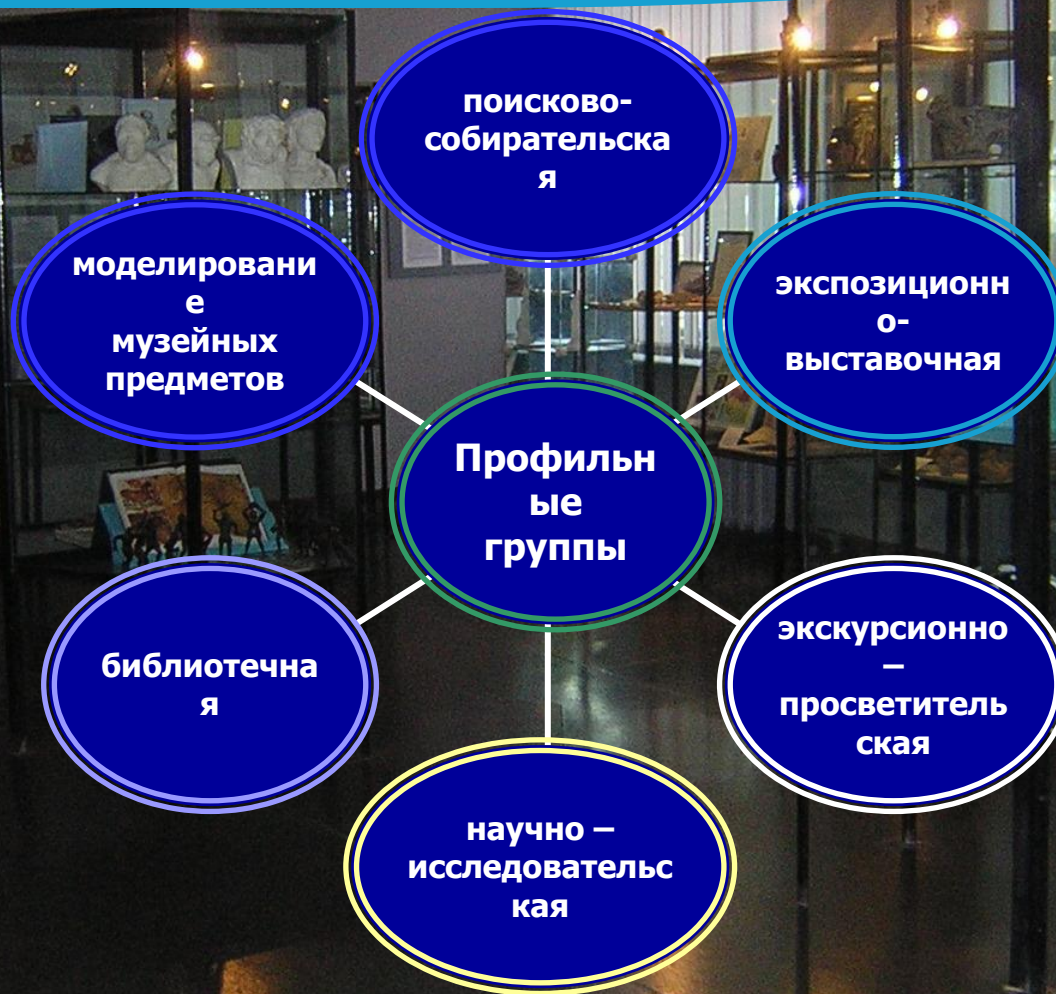 поисково-
собирательска
я
моделировани
е
музейных
предметов
экспозиционн
о-
выставочная
Профильн
ые
группы
библиотечна
я
экскурсионно
–
просветитель
ская
научно –
исследовательс
кая